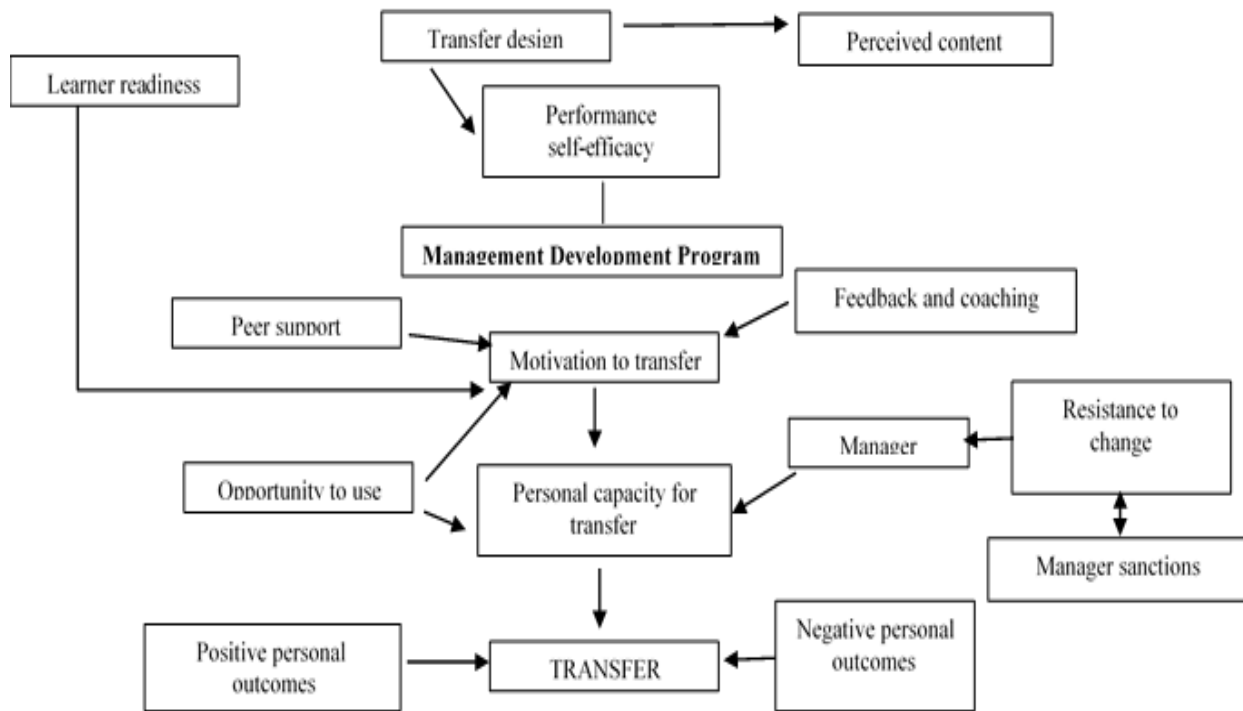 Transfer design
Perceived content
Learner readiness
Performance
self-efficacy
Management Development Program
Feedback and coaching
Peer support
Motivation to transfer
Resistance to
change
Manager
Opportunity to use
Personal capacity for
transfer
Manager sanctions
Negative personal
outcomes
Positive personal
outcomes
TRANSFER